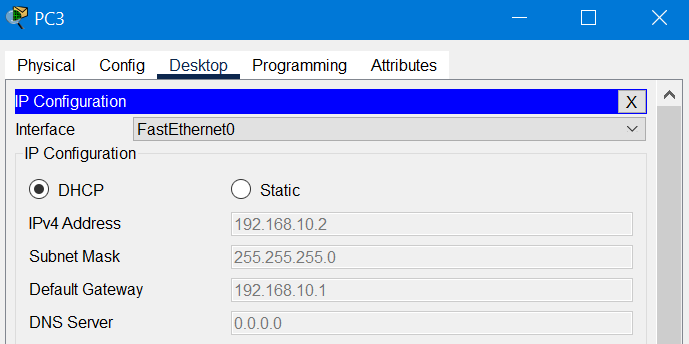 PC3
Physical Config Desktop Programming Attributes
IP Configuration X
Interface FastEthernet0
IP Configuration
DHCP Static
IPv4 Address 192.168.10.2
Subnet Mask 255.255.255.0
Default Gateway 192.168.10.1
DNS Server 0.0.0.0